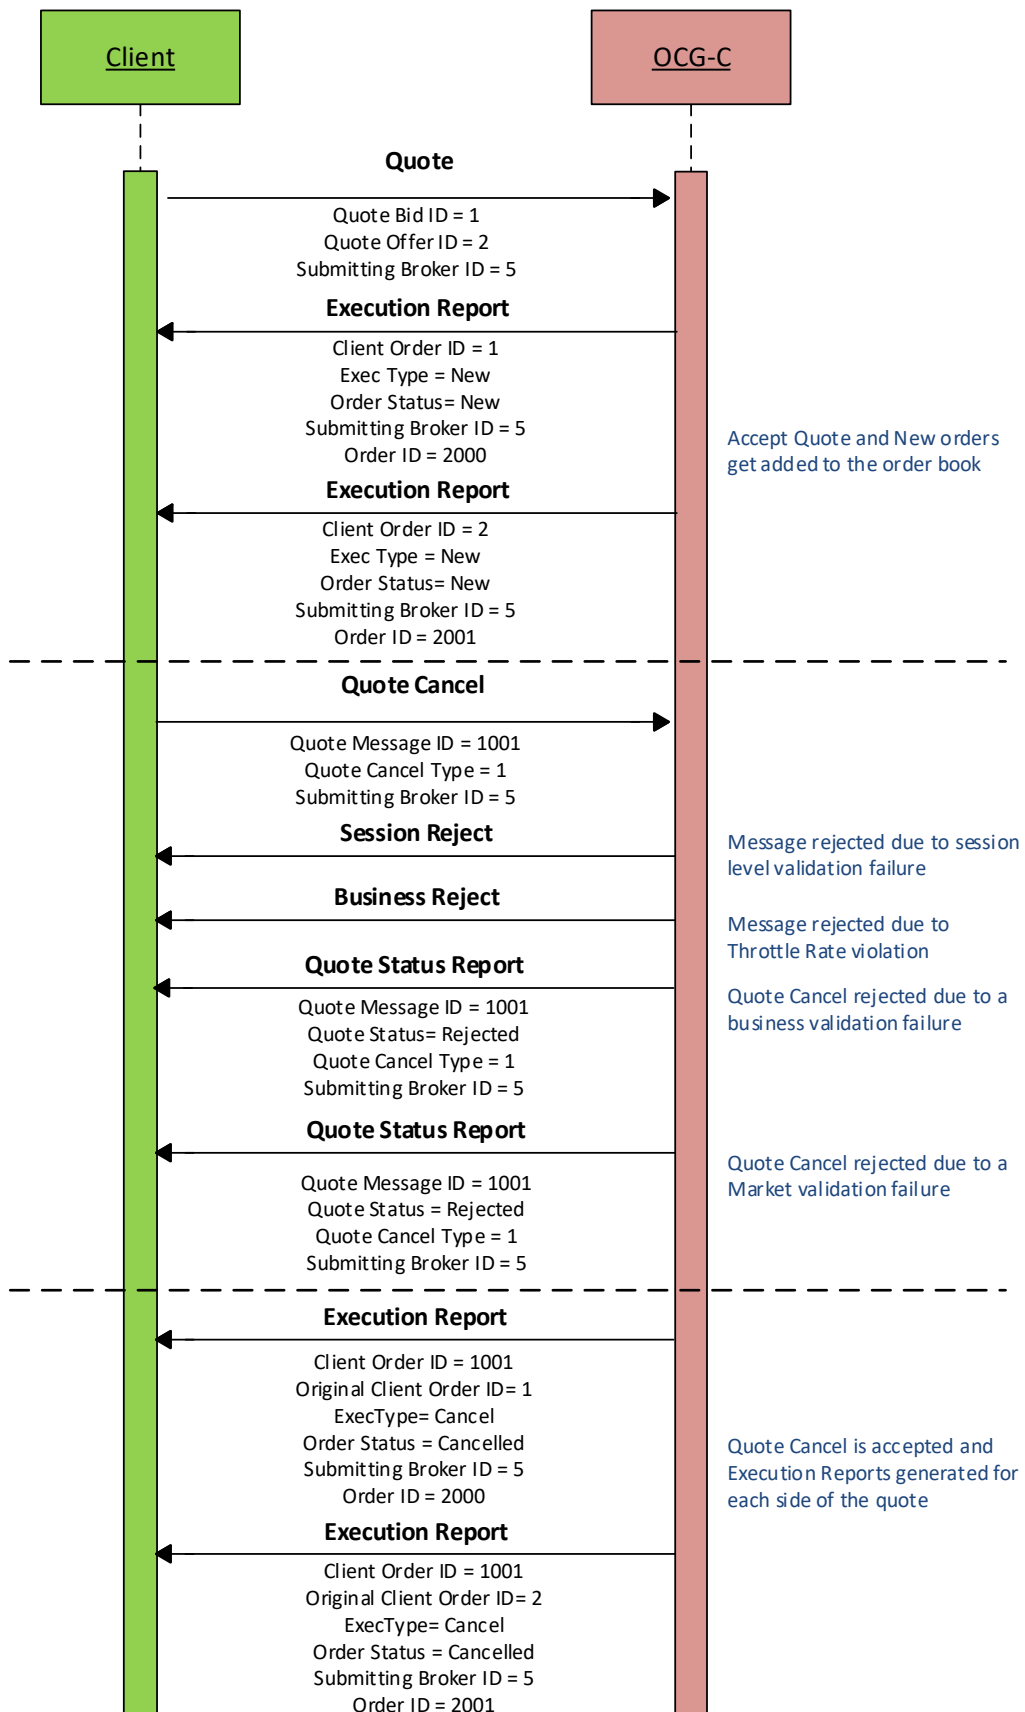 Client
OCG-C
Quote
Quote Bid ID = 1
Quote Offer ID = 2
Submitting Broker ID = 5
Execution Report
Client Order ID = 1
Exec Type = New
Order Status= New
Submitting Broker ID = 5
Order ID = 2000
Accept Quote and New orders
get added to the order book
Execution Report
Client Order ID = 2
Exec Type = New
Order Status= New
Submitting Broker ID = 5
Order ID = 2001
Quote Cancel
Quote Message ID = 1001
Quote Cancel Type = 1
Submitting Broker ID = 5
Session Reject
Message rejected due to session
level validation failure
Business Reject
Message rejected due to
Throttle Rate violation
Quote Status Report
Quote Message ID = 1001
Quote Status= Rejected
Quote Cancel Type = 1
Submitting Broker ID = 5
Quote Cancel rejected due to a
business validation failure
Quote Status Report
Quote Message ID = 1001
Quote Status = Rejected
Quote Cancel Type = 1
Submitting Broker ID = 5
Quote Cancel rejected due to a
Market validation failure
Execution Report
Client Order ID = 1001
Original Client Order ID= 1
ExecType= Cancel
Order Status = Cancelled
Submitting Broker ID = 5
Order ID = 2000
Quote Cancel is accepted and
Execution Reports generated for
each side of the quote
Execution Report
Client Order ID = 1001
Original Client Order ID= 2
ExecType= Cancel
Order Status = Cancelled
Submitting Broker ID = 5
Order ID = 2001